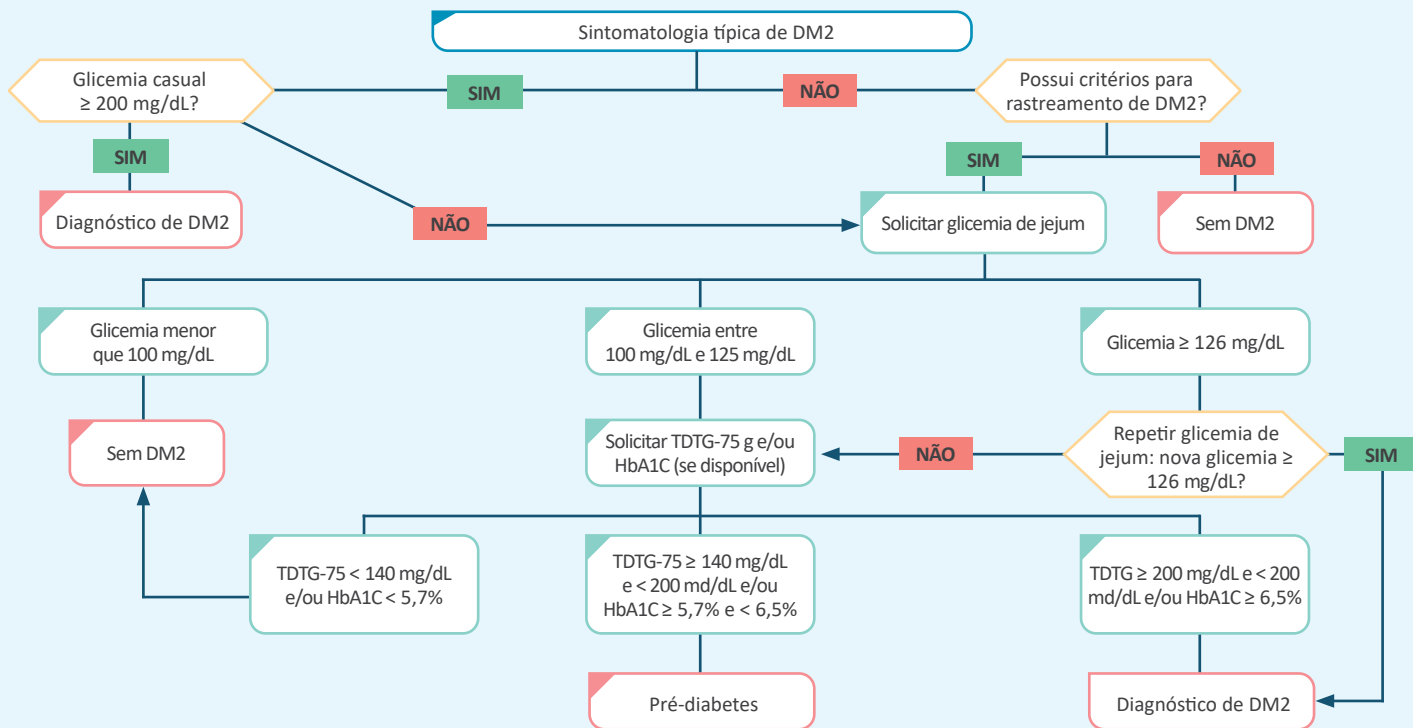 Sintomatologia típica de DM2
Glicemia casual
≥ 200 mg/dL?
SIM
NÃO
Possui critérios para
rastreamento de DM2?
SIM
SIM
NÃO
Diagnóstico de DM2
NÃO
Solicitar glicemia de jejum
Sem DM2
Glicemia menor
que 100 mg/dL
Glicemia entre
100 mg/dL e 125 mg/dL
Glicemia ≥ 126 mg/dL
Sem DM2
Solicitar TDTG-75 g e/ou
HbA1C (se disponível)
NÃO
Repetir glicemia de
jejum: nova glicemia ≥
126 mg/dL?
SIM
TDTG-75 < 140 mg/dL
e/ou HbA1C < 5,7%
TDTG-75 ≥ 140 mg/dL
e < 200 md/dL e/ou
HbA1C ≥ 5,7% e < 6,5%
TDTG ≥ 200 mg/dL e < 200
md/dL e/ou HbA1C ≥ 6,5%
Pré-diabetes
Diagnóstico de DM2